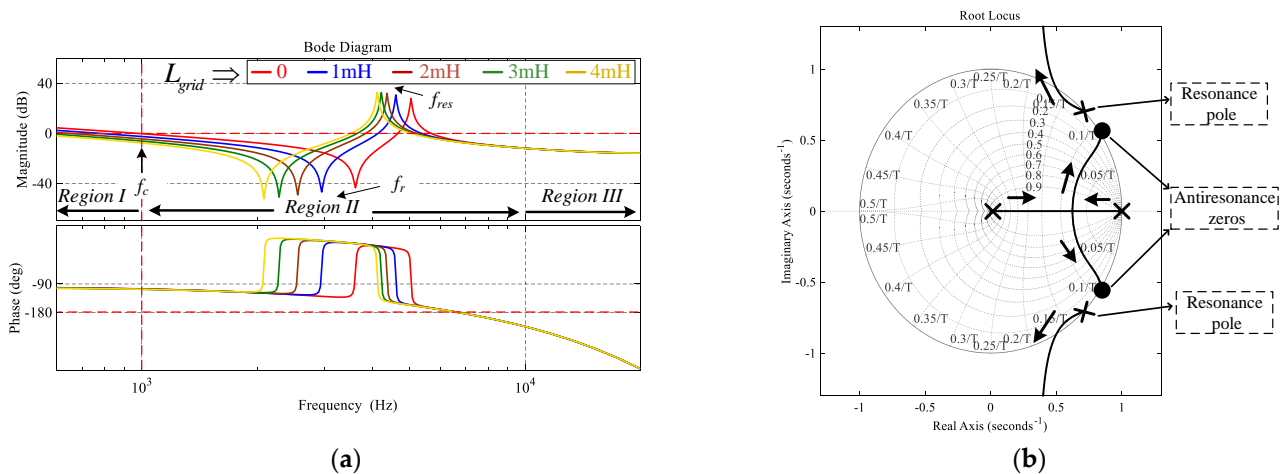 Bode Diagram
L_grid ⇒ 0 1mH 2mH 3mH 4mH
Magnitude (dB)
40
0
-40
f_res
f_r
f_c
Region I
Region II
Region III
Phase (deg)
-90
-180
10^3
10^4
Frequency (Hz)
(a)
Root Locus
Imaginary Axis (seconds^-1)
1
0.5
0
-0.5
-1
0.25/T
0.3/T
0.2/T
0.35/T
0.15/T
0.4/T
0.1/T
0.45/T
0.05/T
0.5/T
0.5/T
0.45/T
0.05/T
0.4/T
0.1/T
0.35/T
0.15/T
0.3/T
0.2/T
0.25/T
0.1
0.2
0.3
0.4
0.5
0.6
0.7
0.8
0.9
-1
-0.5
0
0.5
1
Real Axis (seconds^-1)
Resonance
pole
Antiresonance
zeros
Resonance
pole
(b)